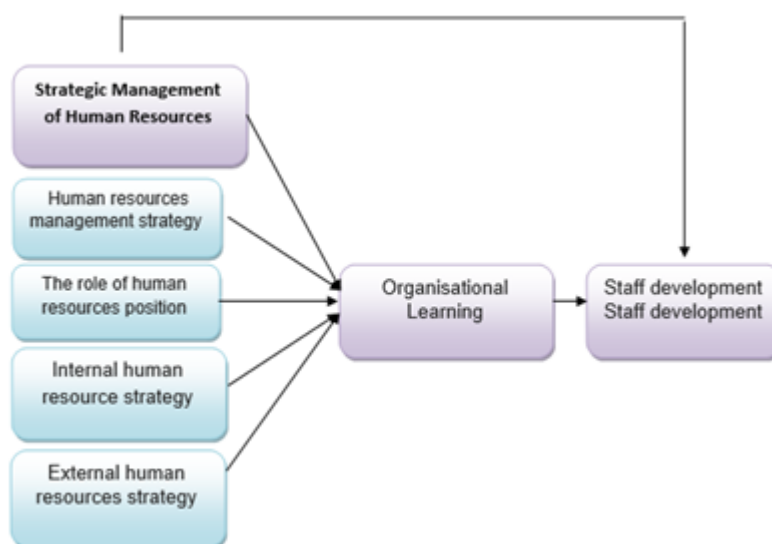 Strategic Management
of Human Resources
Human resources
management strategy
The role of human
resources position
Internal human
resource strategy
External human
resources strategy
Organisational
Learning
Staff development
Staff development